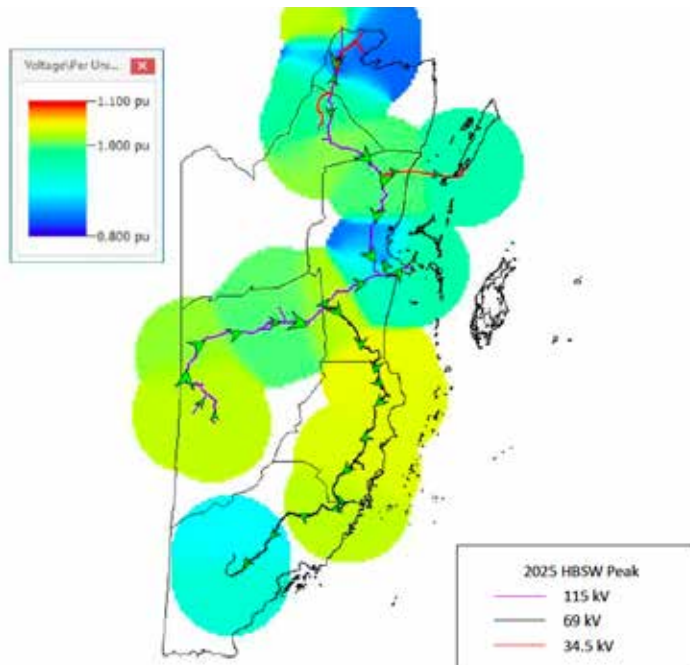 Voltage\Per Uni...
1.100 pu
1.000 pu
0.800 pu
2025 HBSW Peak
115 kV
69 kV
34.5 kV